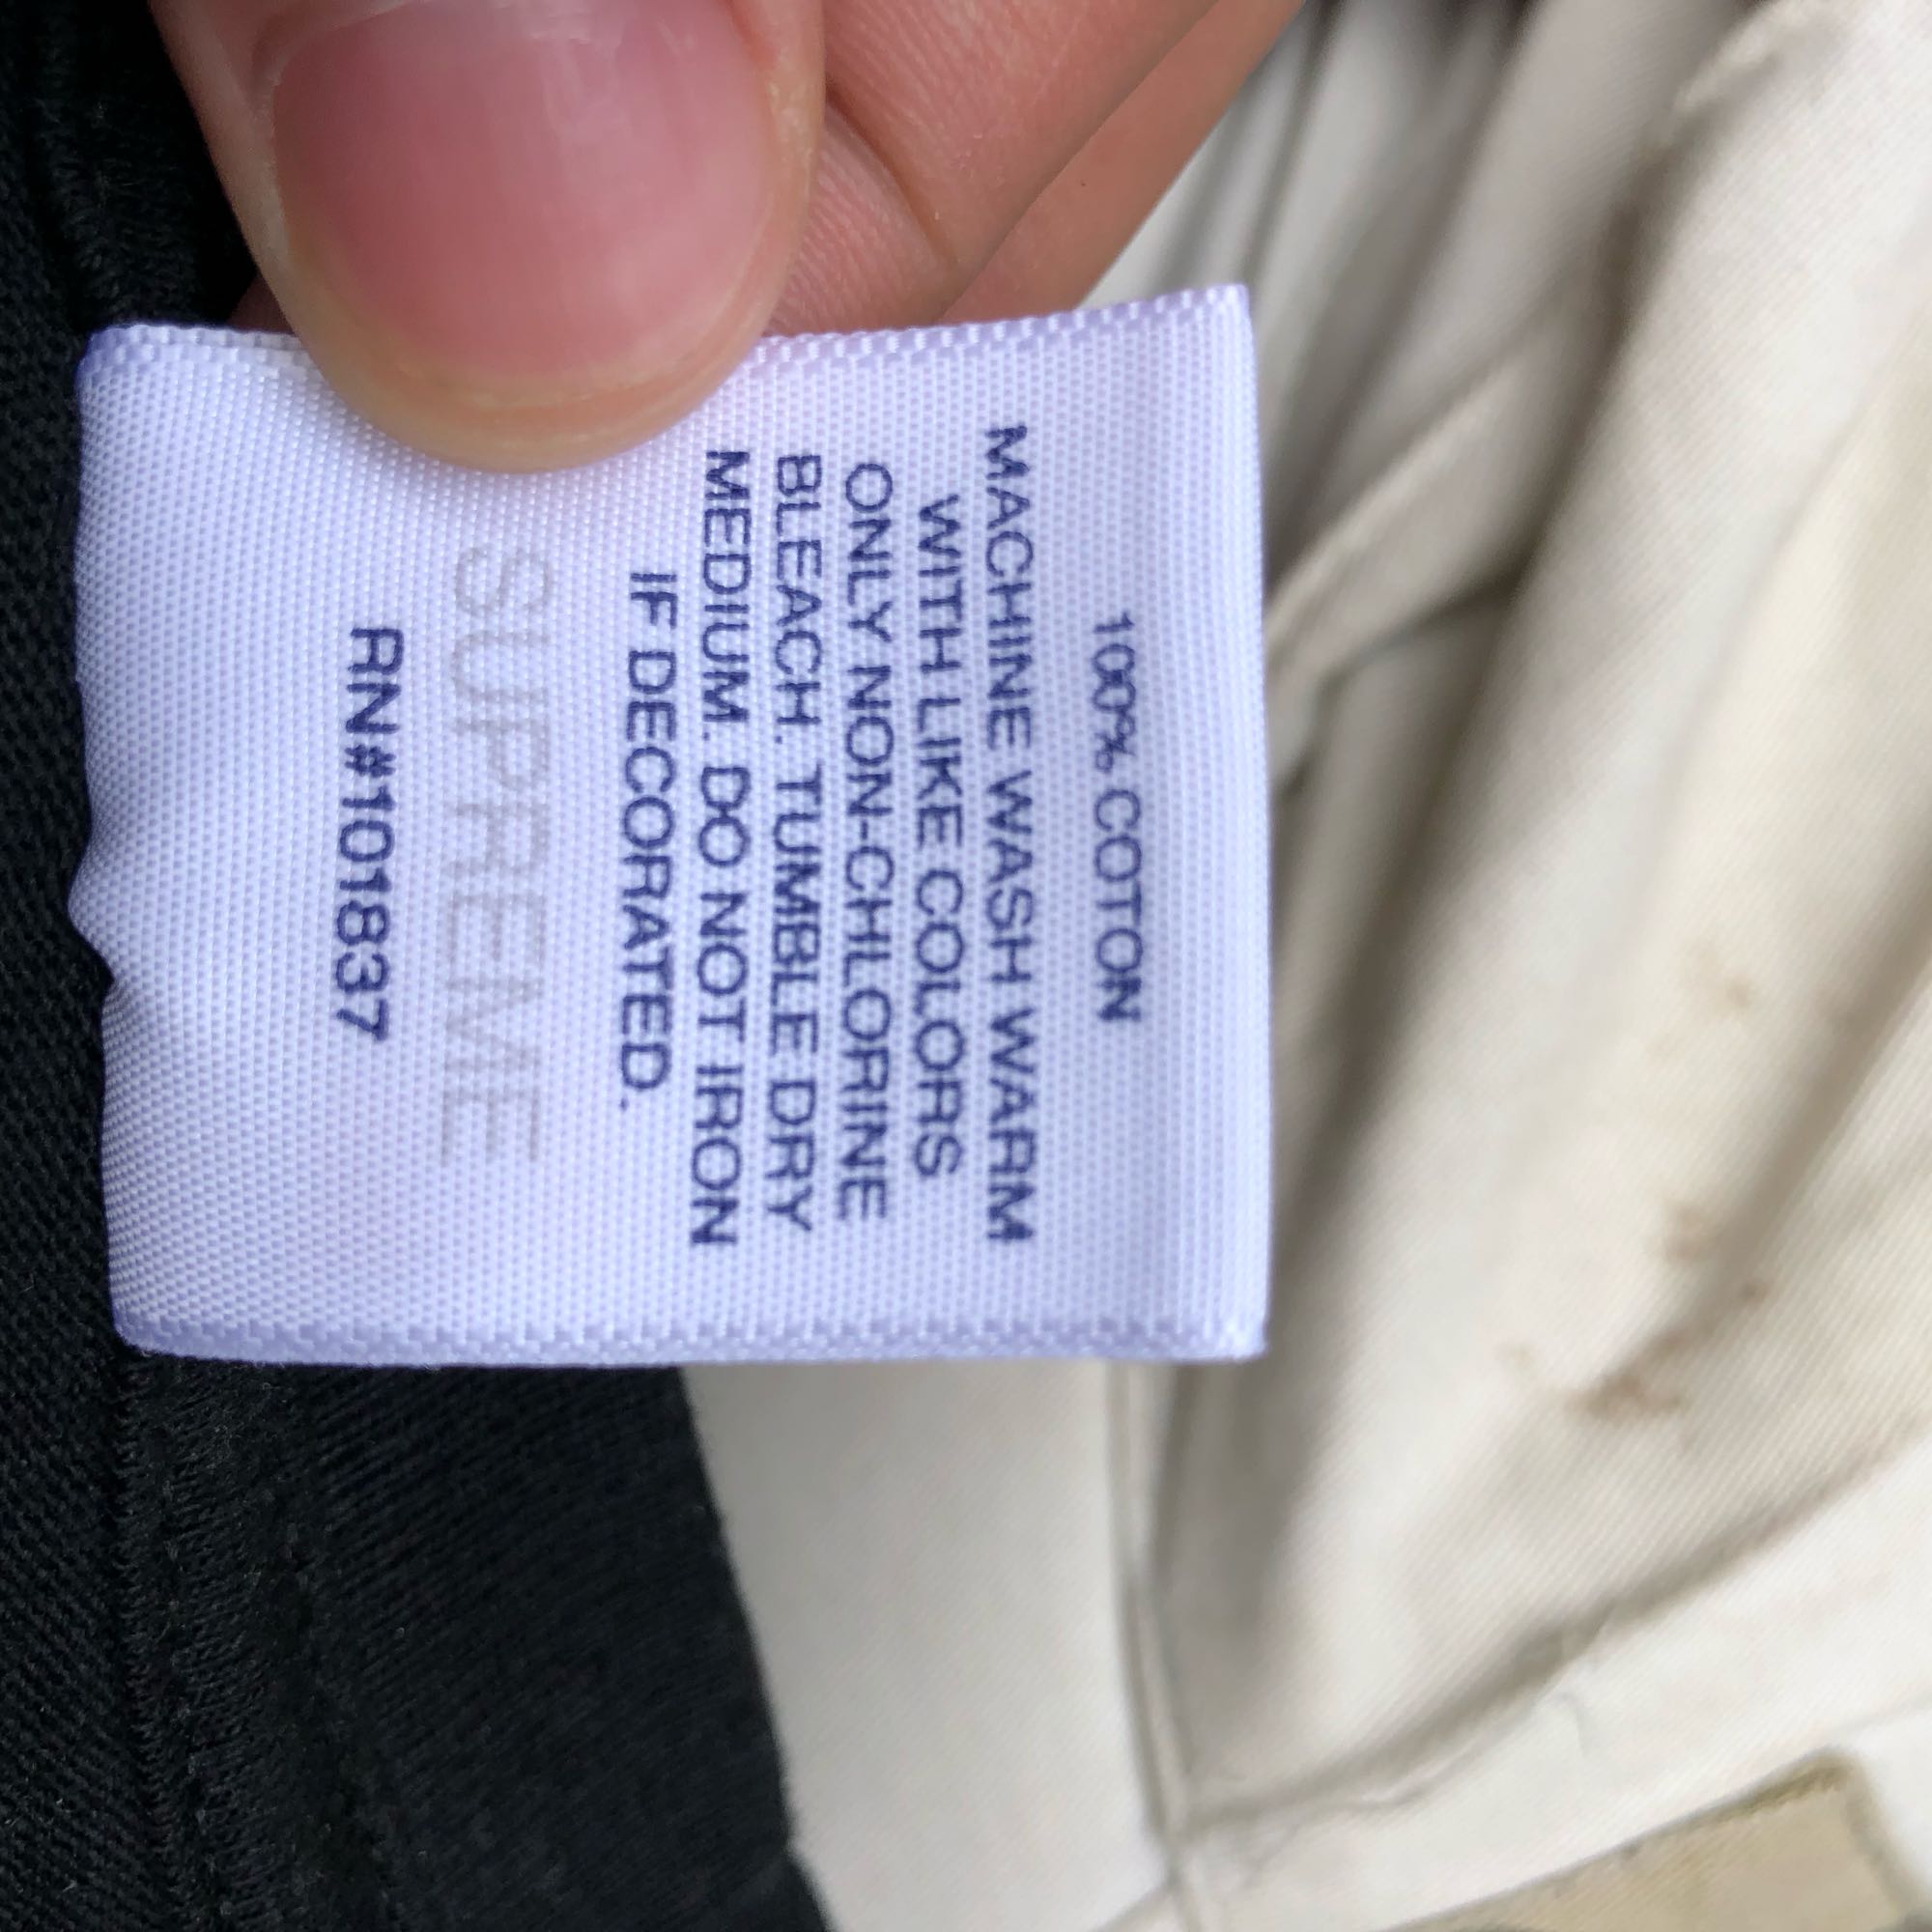 100% COTTON
MACHINE WASH WARM
WITH LIKE COLORS
ONLY NON-CHLORINE
BLEACH. TUMBLE DRY
MEDIUM. DO NOT IRON
IF DECORATED.
SUPREME
RN#101837